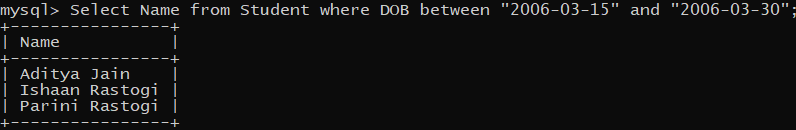 mysql> Select Name from Student where DOB between "2006-03-15" and "2006-03-30";
+----------------+
| Name           |
+----------------+
| Aditya Jain    |
| Ishaan Rastogi |
| Parini Rastogi |
+----------------+